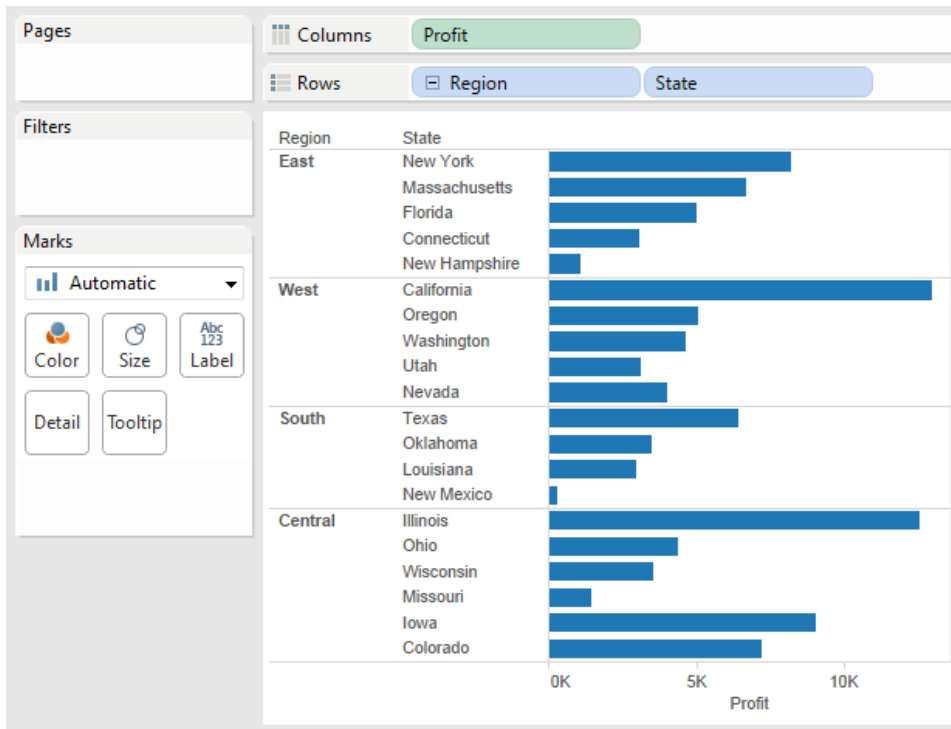 Pages
Filters
Marks
Automatic
Color Size Abc 123 Label
Detail Tooltip
Columns Profit
Rows Region State
Region State
East New York
Massachusetts
Florida
Connecticut
New Hampshire
West California
Oregon
Washington
Utah
Nevada
South Texas
Oklahoma
Louisiana
New Mexico
Central Illinois
Ohio
Wisconsin
Missouri
Iowa
Colorado
0K 5K 10K
Profit